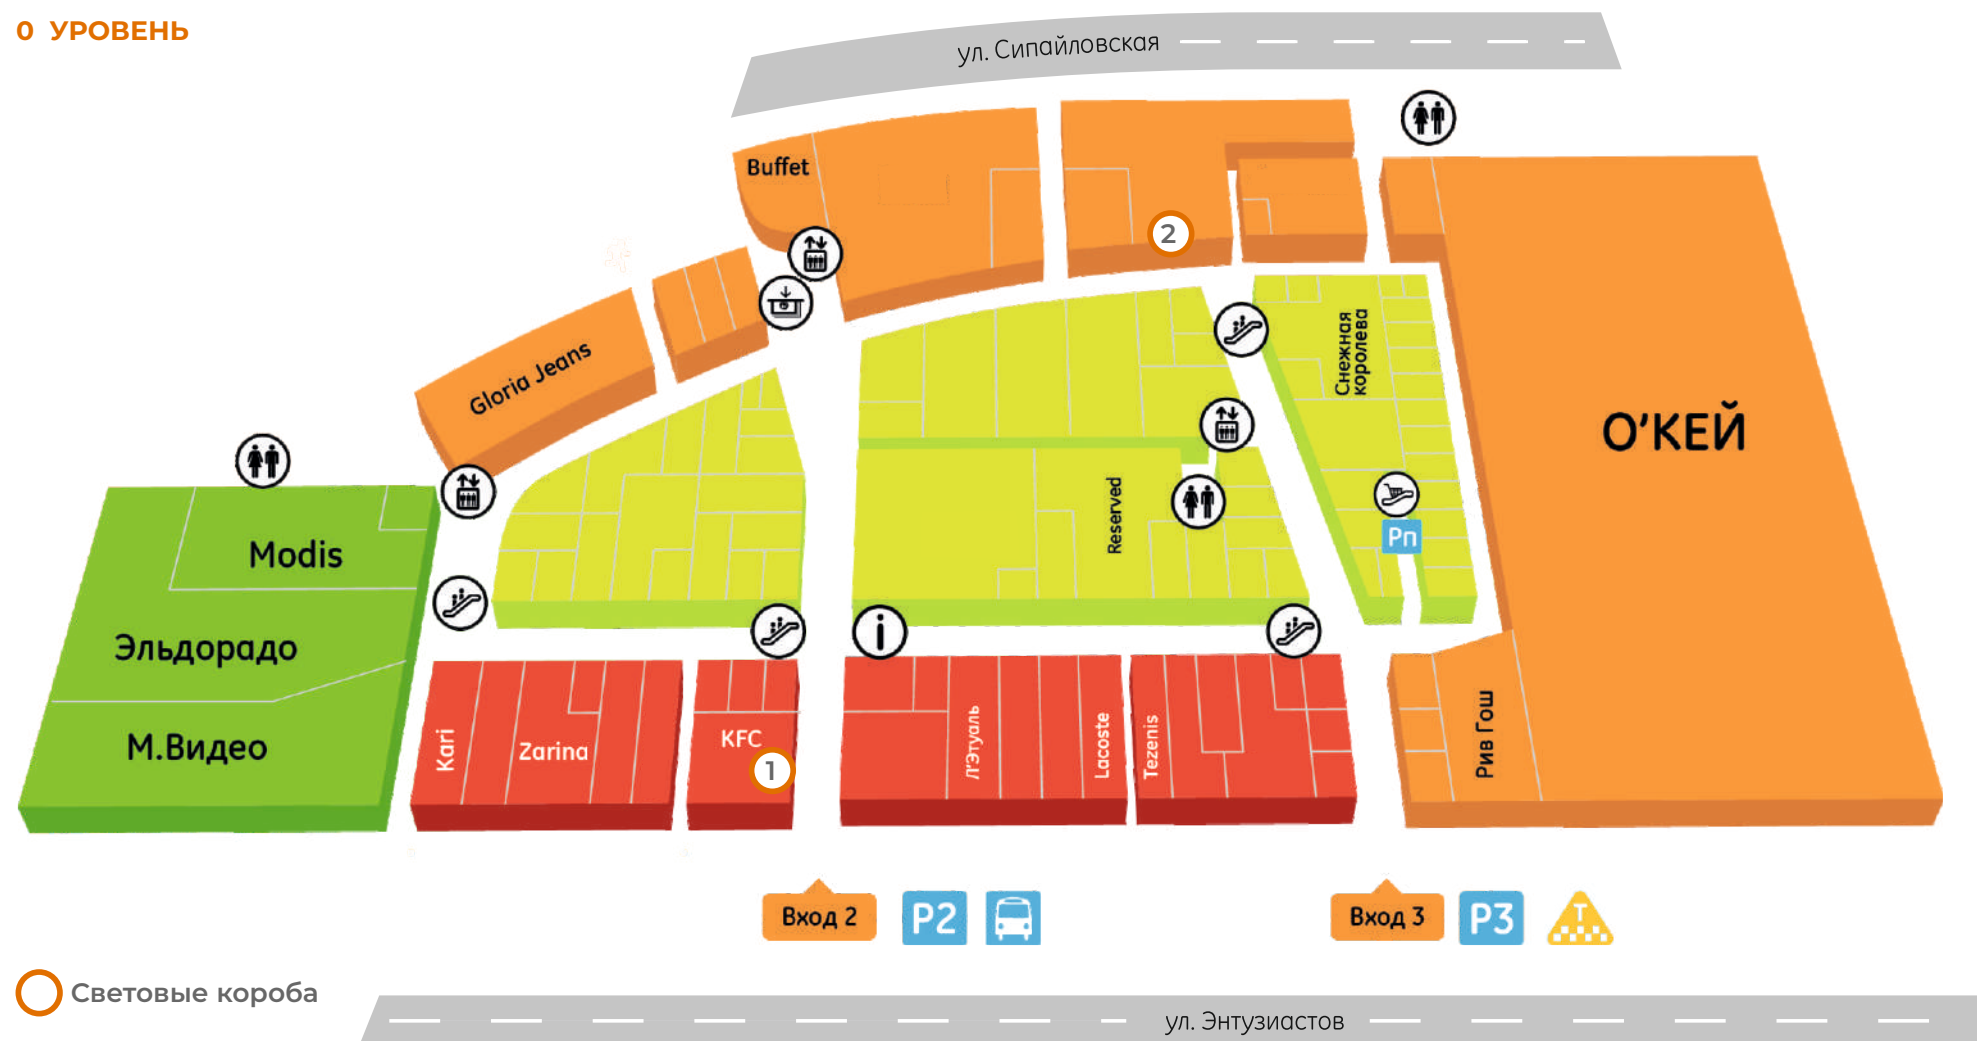 0 УРОВЕНЬ
ул. Сипайловская
Buffet
2
Gloria Jeans
Снежная
королева
О'КЕЙ
Modis
Reserved
Рп
Эльдорадо
i
М.Видео
Kari
Zarina
KFC
1
Л'Этуаль
Lacoste
Tezenis
Рив Гош
Вход 2
P2
Вход 3
P3
T
Световые короба
ул. Энтузиастов